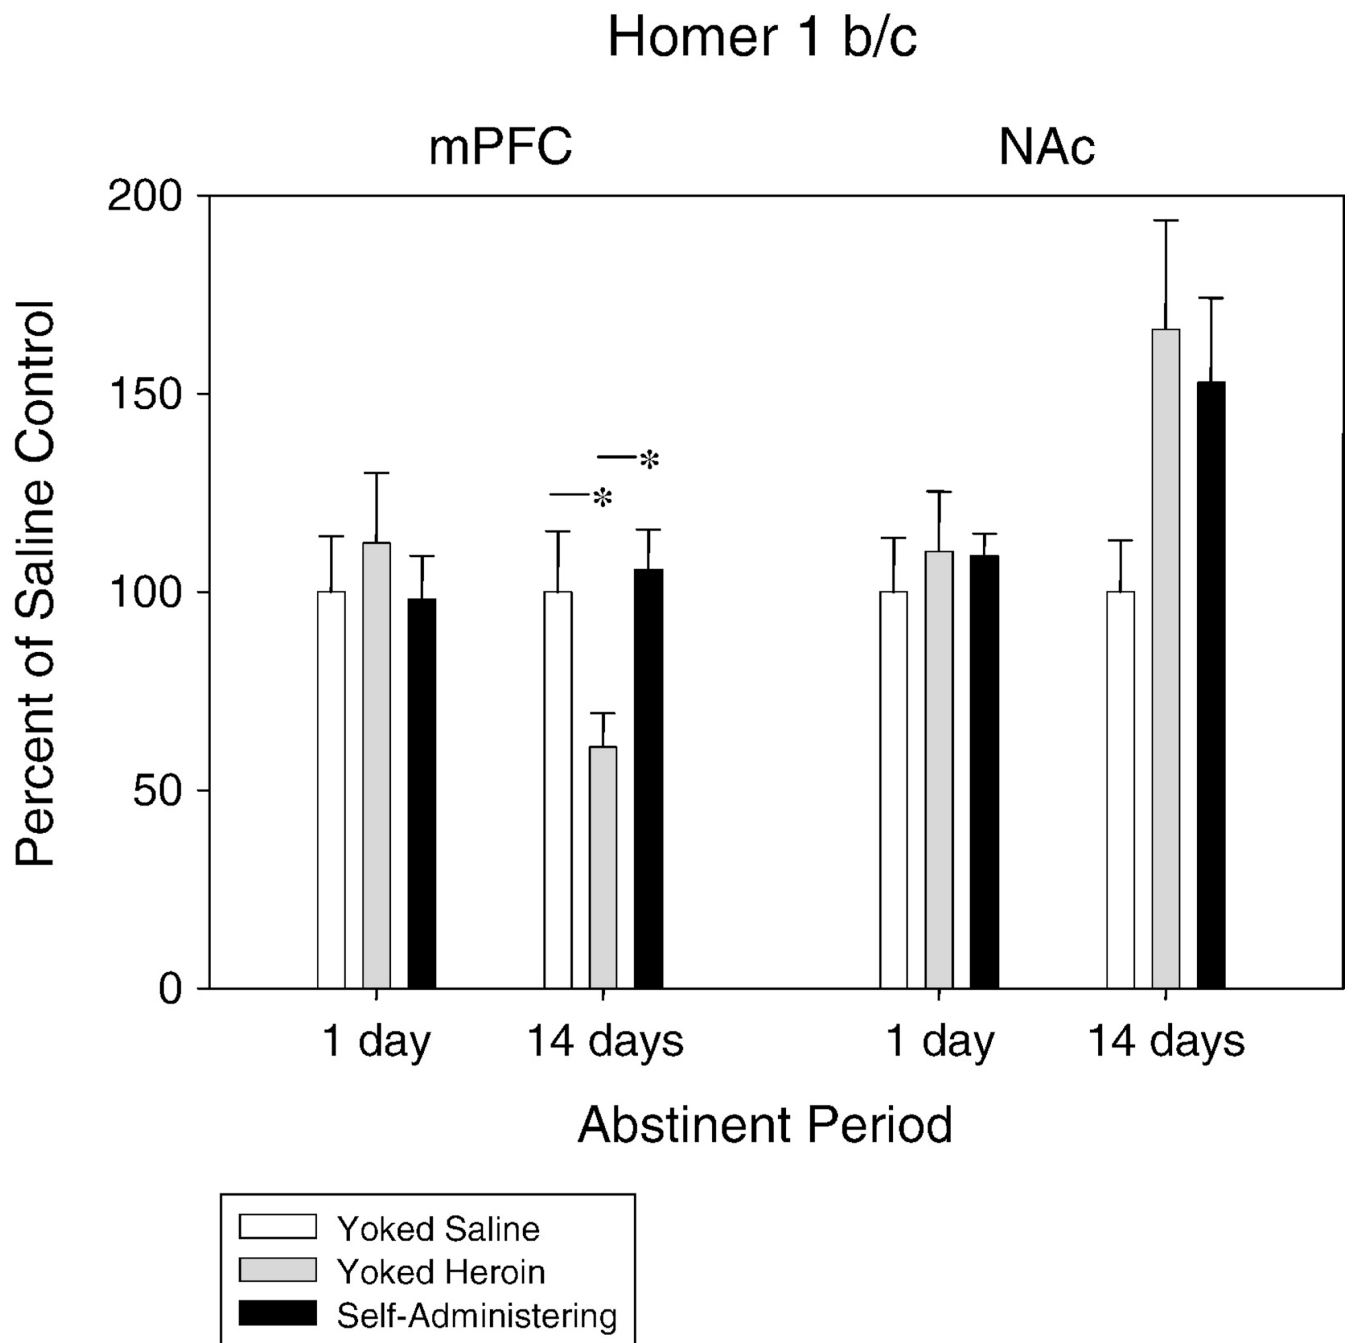 Homer 1 b/c
mPFC
NAc
Percent of Saline Control
200
150
100
50
0
*
*
1 day
14 days
1 day
14 days
Abstinent Period
Yoked Saline
Yoked Heroin
Self-Administering